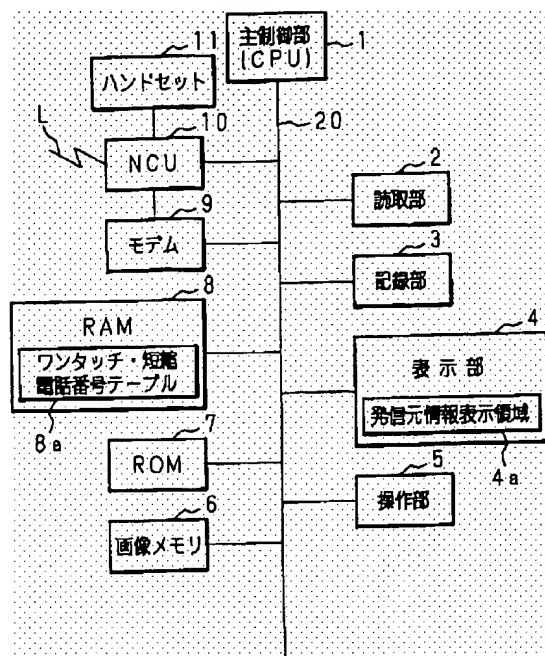 主制御部
(CPU)
1
11
ハンドセット
L
10
NCU
20
2
読取部
9
モデム
3
記録部
8
RAM
ワンタッチ・短縮
電話番号テーブル
8a
4
表示部
発信元情報表示領域
4a
7
ROM
5
操作部
6
画像メモリ